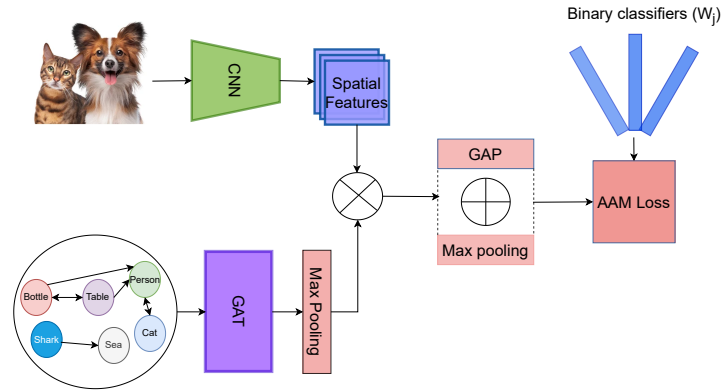 Binary classifiers (Wj)
CNN
Spatial
Features
GAP
AAM Loss
Max pooling
Bottle
Table
Person
Cat
Shark
Sea
GAT
Max Pooling